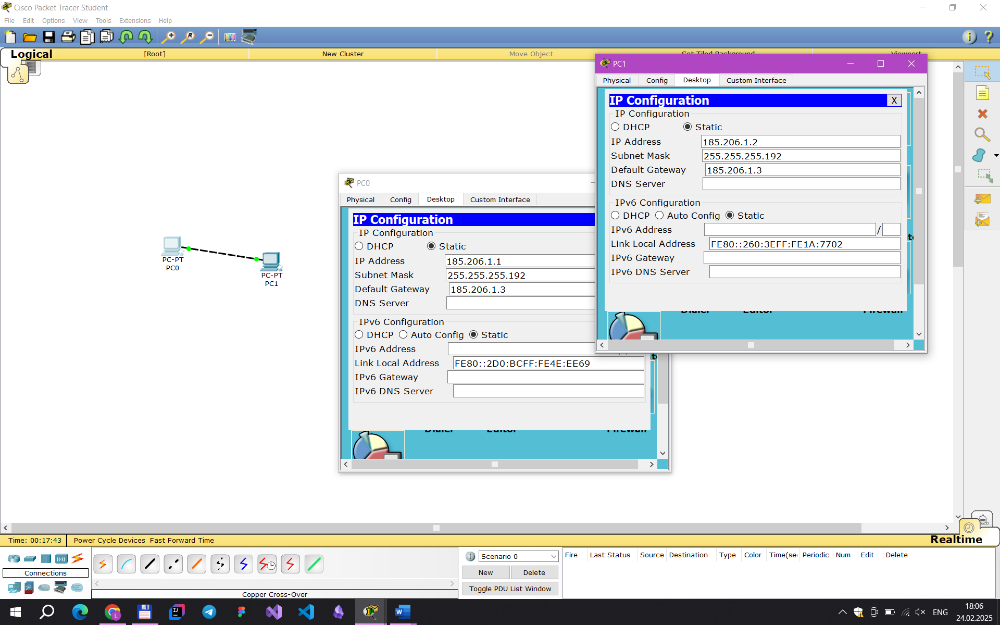 Cisco Packet Tracer Student
File Edit Options View Tools Extensions Help
Logical [Root] New Cluster Move Object
PC1
Physical Config Desktop Custom Interface
IP Configuration X
IP Configuration
DHCP Static
IP Address 185.206.1.2
Subnet Mask 255.255.255.192
Default Gateway 185.206.1.3
DNS Server
IPv6 Configuration
DHCP Auto Config Static
IPv6 Address /
Link Local Address FE80::260:3EFF:FE1A:7702
IPv6 Gateway
IPv6 DNS Server
PC0
Physical Config Desktop Custom Interface
IP Configuration
IP Configuration
DHCP Static
IP Address 185.206.1.1
Subnet Mask 255.255.255.192
Default Gateway 185.206.1.3
DNS Server
IPv6 Configuration
DHCP Auto Config Static
IPv6 Address
Link Local Address FE80::2D0:BCFF:FE4E:EE69
IPv6 Gateway
IPv6 DNS Server
PC-PT
PC0
PC-PT
PC1
Time: 00:17:43 Power Cycle Devices Fast Forward Time
Realtime
Connections
Copper Cross-Over
Scenario 0
New Delete
Toggle PDU List Window
Fire Last Status Source Destination Type Color Time(se Periodic Num Edit Delete
ENG
18:06
24.02.2025